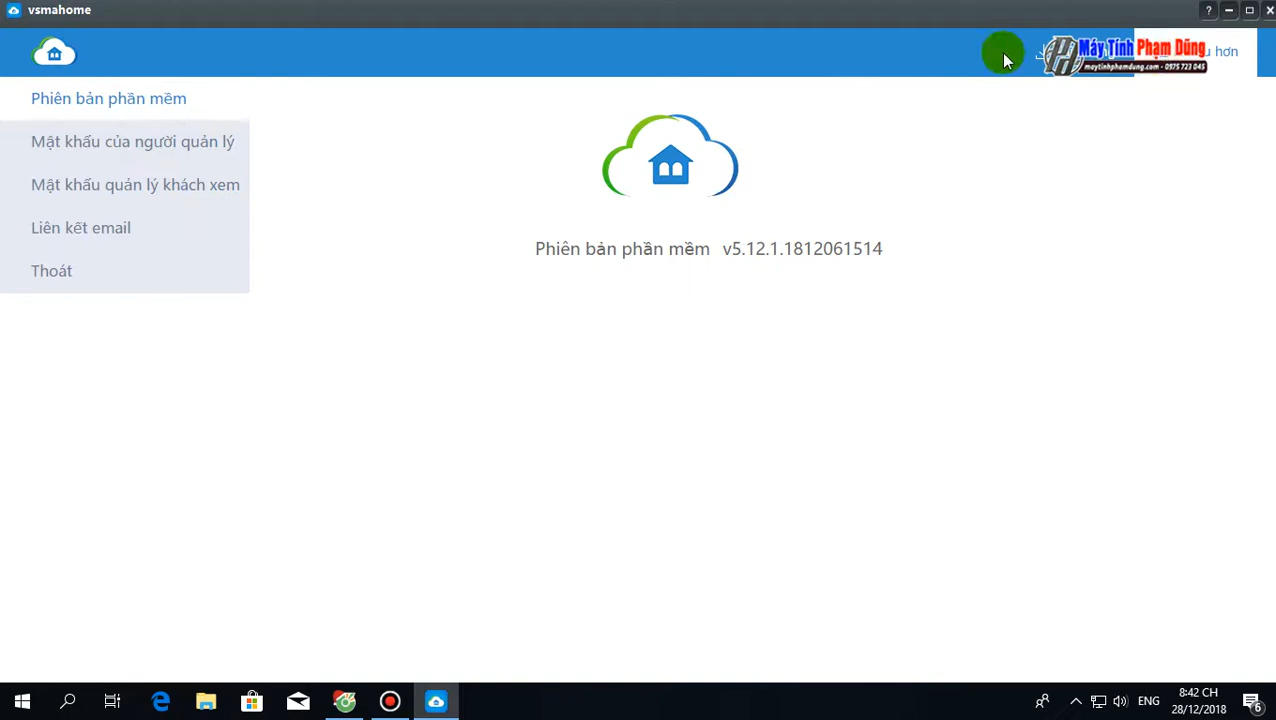 vsmahome
Máy Tính Phạm Dũng
maytinhphamdung.com - 0975 723 045
hơn
Phiên bản phần mềm
Mật khẩu của người quản lý
Mật khẩu quản lý khách xem
Liên kết email
Thoát
Phiên bản phần mềm v5.12.1.1812061514
ENG
8:42 CH
28/12/2018
6